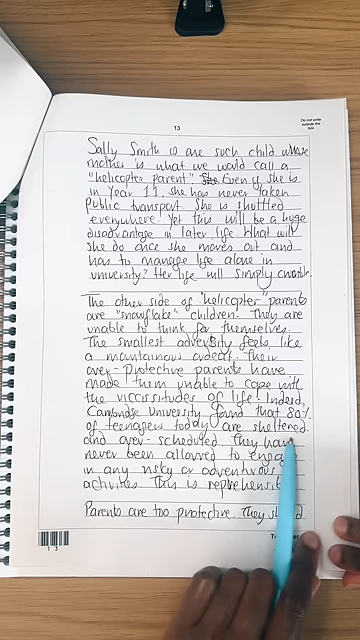 Do not write
outside the
box
13
Sally Smith is are such child whose
mother is what we would call a
"helicopter parent" She Even y she is
in Year 11, she has never taken
public transport. She is shuttled
everywhere! Yet this will be a huge
disadvantage in later life. What will
she do once she moves out and
has to manage life alone in
university? Her life will simply crumble.
The other side of "helicopter parents
are "snowflake" children! They are
unable to think for themselves.
The smallest adversity feels like
a mountainous ordeal. Their
over-protective parents have
made them unable to cope with
the viccissitudes of life! Indeed,
Cambridge University found that 80%
of teenagers today are sheltered
and over-scheduled. They have
never been allowed to engage
in any risky or adventurous
activities. This is
Parents are too protective. They
1 3